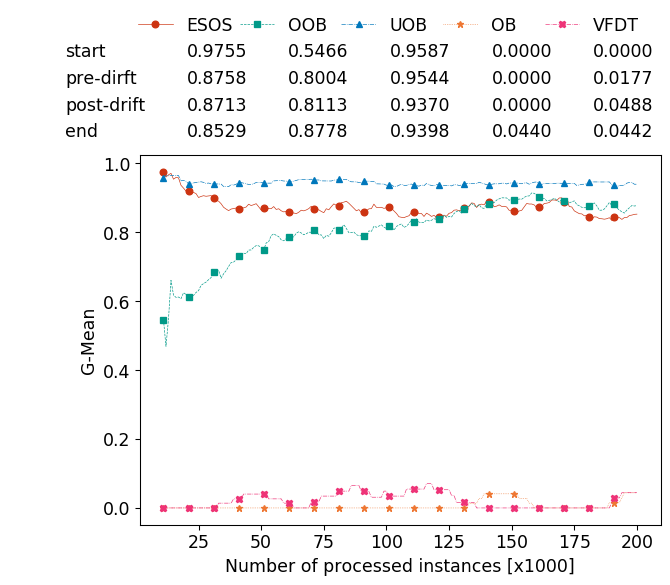 ESOS OOB UOB OB VFDT
start 0.9755 0.5466 0.9587 0.0000 0.0000
pre-dirft 0.8758 0.8004 0.9544 0.0000 0.0177
post-drift 0.8713 0.8113 0.9370 0.0000 0.0488
end 0.8529 0.8778 0.9398 0.0440 0.0442
1.0
0.8
0.6
0.4
0.2
0.0
G-Mean
25 50 75 100 125 150 175 200
Number of processed instances [x1000]